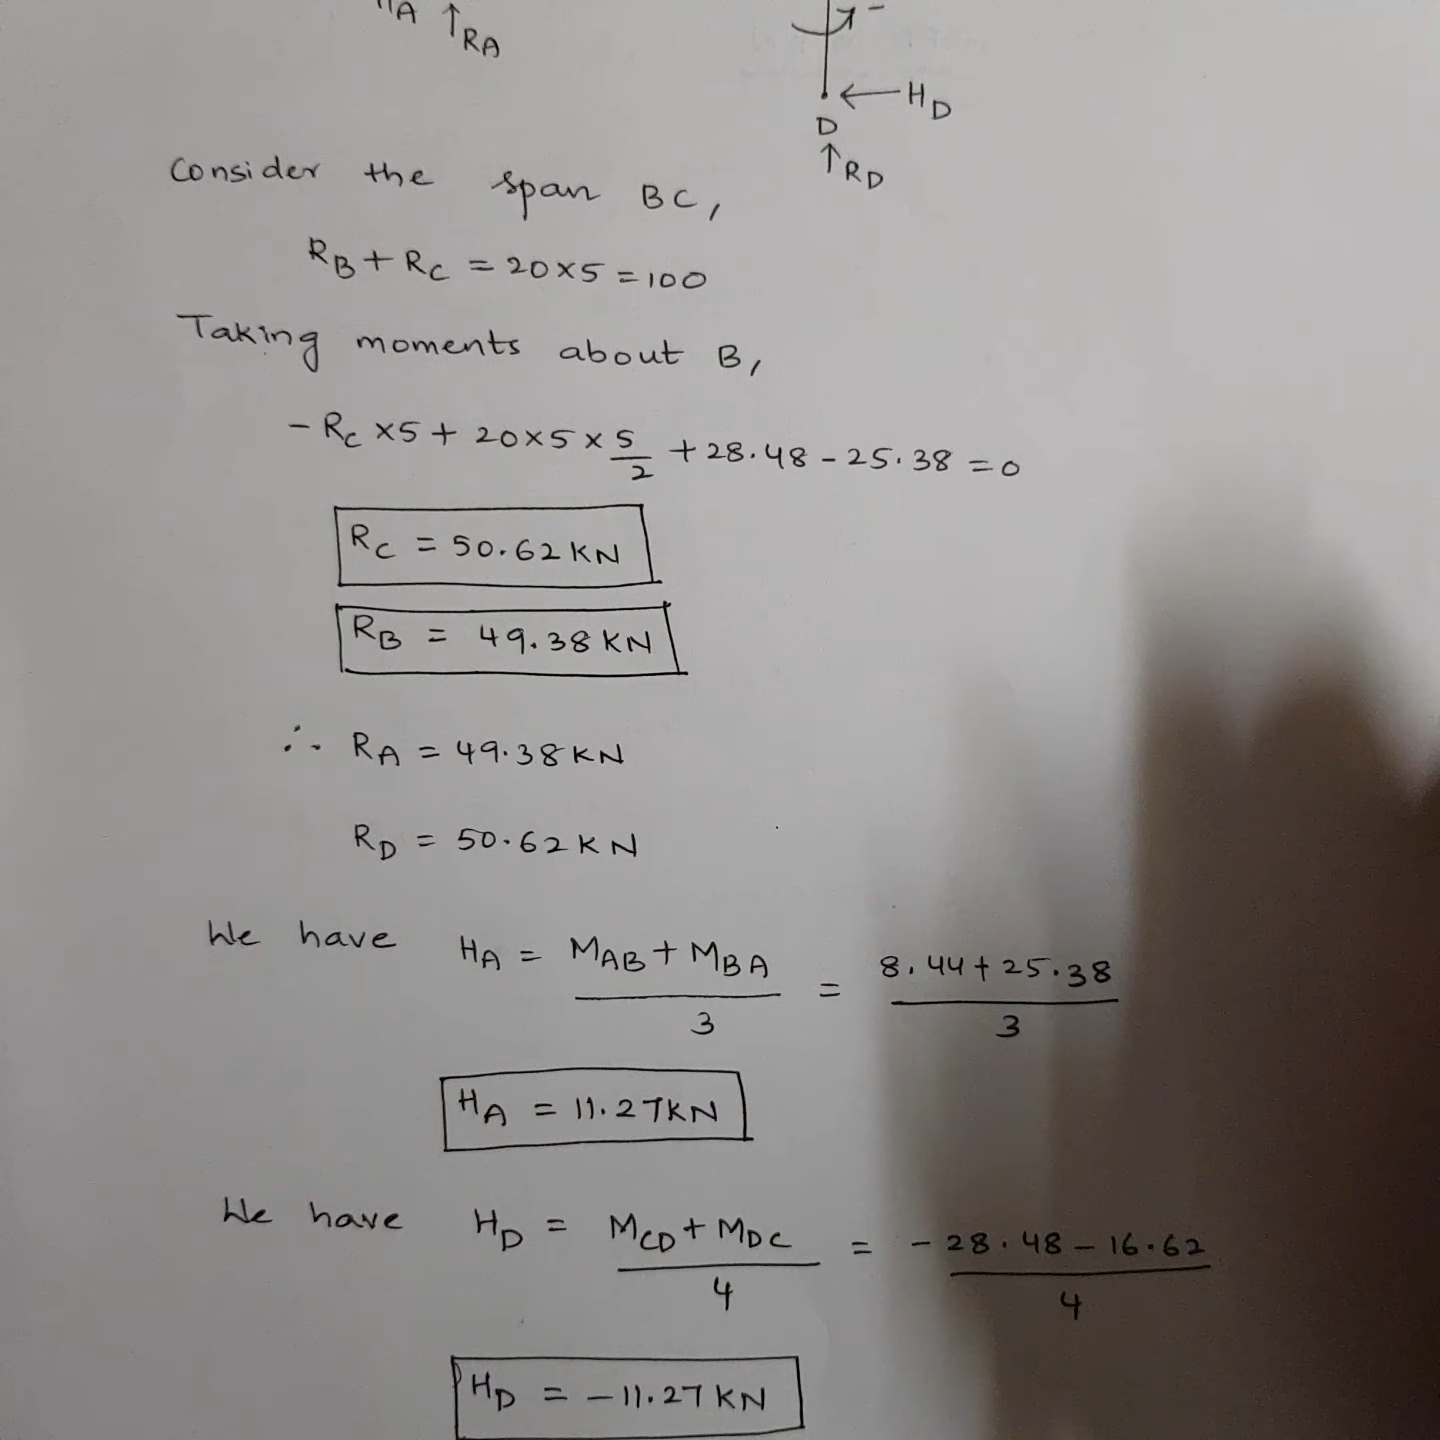 HA ↑RA
← HD
D
↑RD
Consider the span BC,
RB + RC = 20×5 = 100
Taking moments about B,
- RC ×5 + 20×5×5/2 + 28.48 - 25.38 = 0
RC = 50.62 KN
RB = 49.38 KN
∴ RA = 49.38 KN
RD = 50.62 KN
We have HA = MAB + MBA / 3 = 8.44 + 25.38 / 3
HA = 11.27 KN
We have HD = MCD + MDC / 4 = - 28.48 - 16.62 / 4
HD = - 11.27 KN